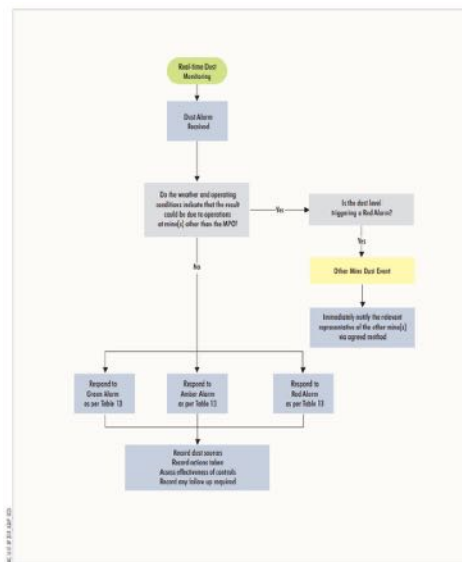 Real-time Dust
Monitoring
Dust Alarm
Received
Do the weather and operating
conditions indicate that the result
could be due to operations
at mine(s) other than the MPO?
Yes
Is the dust level
triggering a Red Alarm?
Yes
Other Mine Dust Event
Immediately notify the relevant
representative of the other mine(s)
via agreed method
No
Respond to
Green Alarm
as per Table 13
Respond to
Amber Alarm
as per Table 13
Respond to
Red Alarm
as per Table 13
Record dust sources
Record actions taken
Assess effectiveness of controls
Record any follow up required